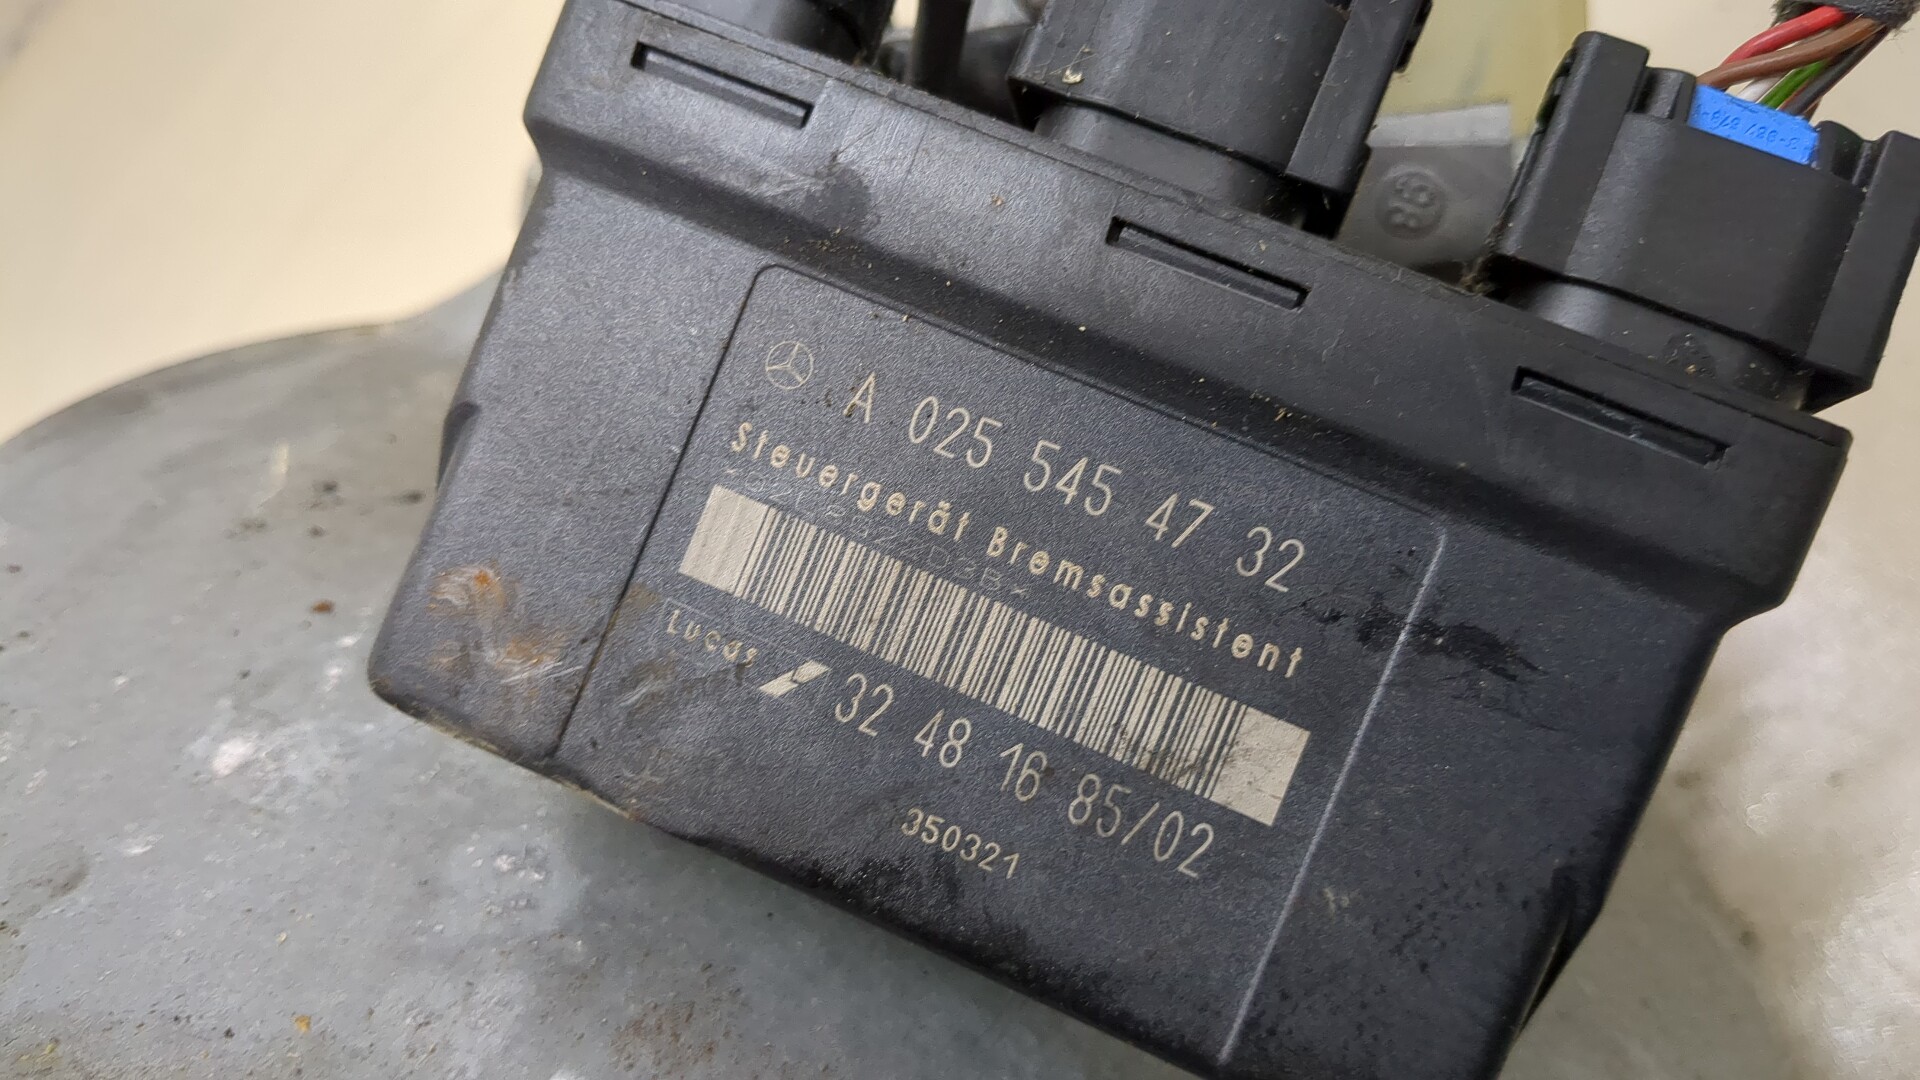 A 025 545 47 32
Steuergerät Bremsassistent
Lucas 32 48 16 85/02
350321